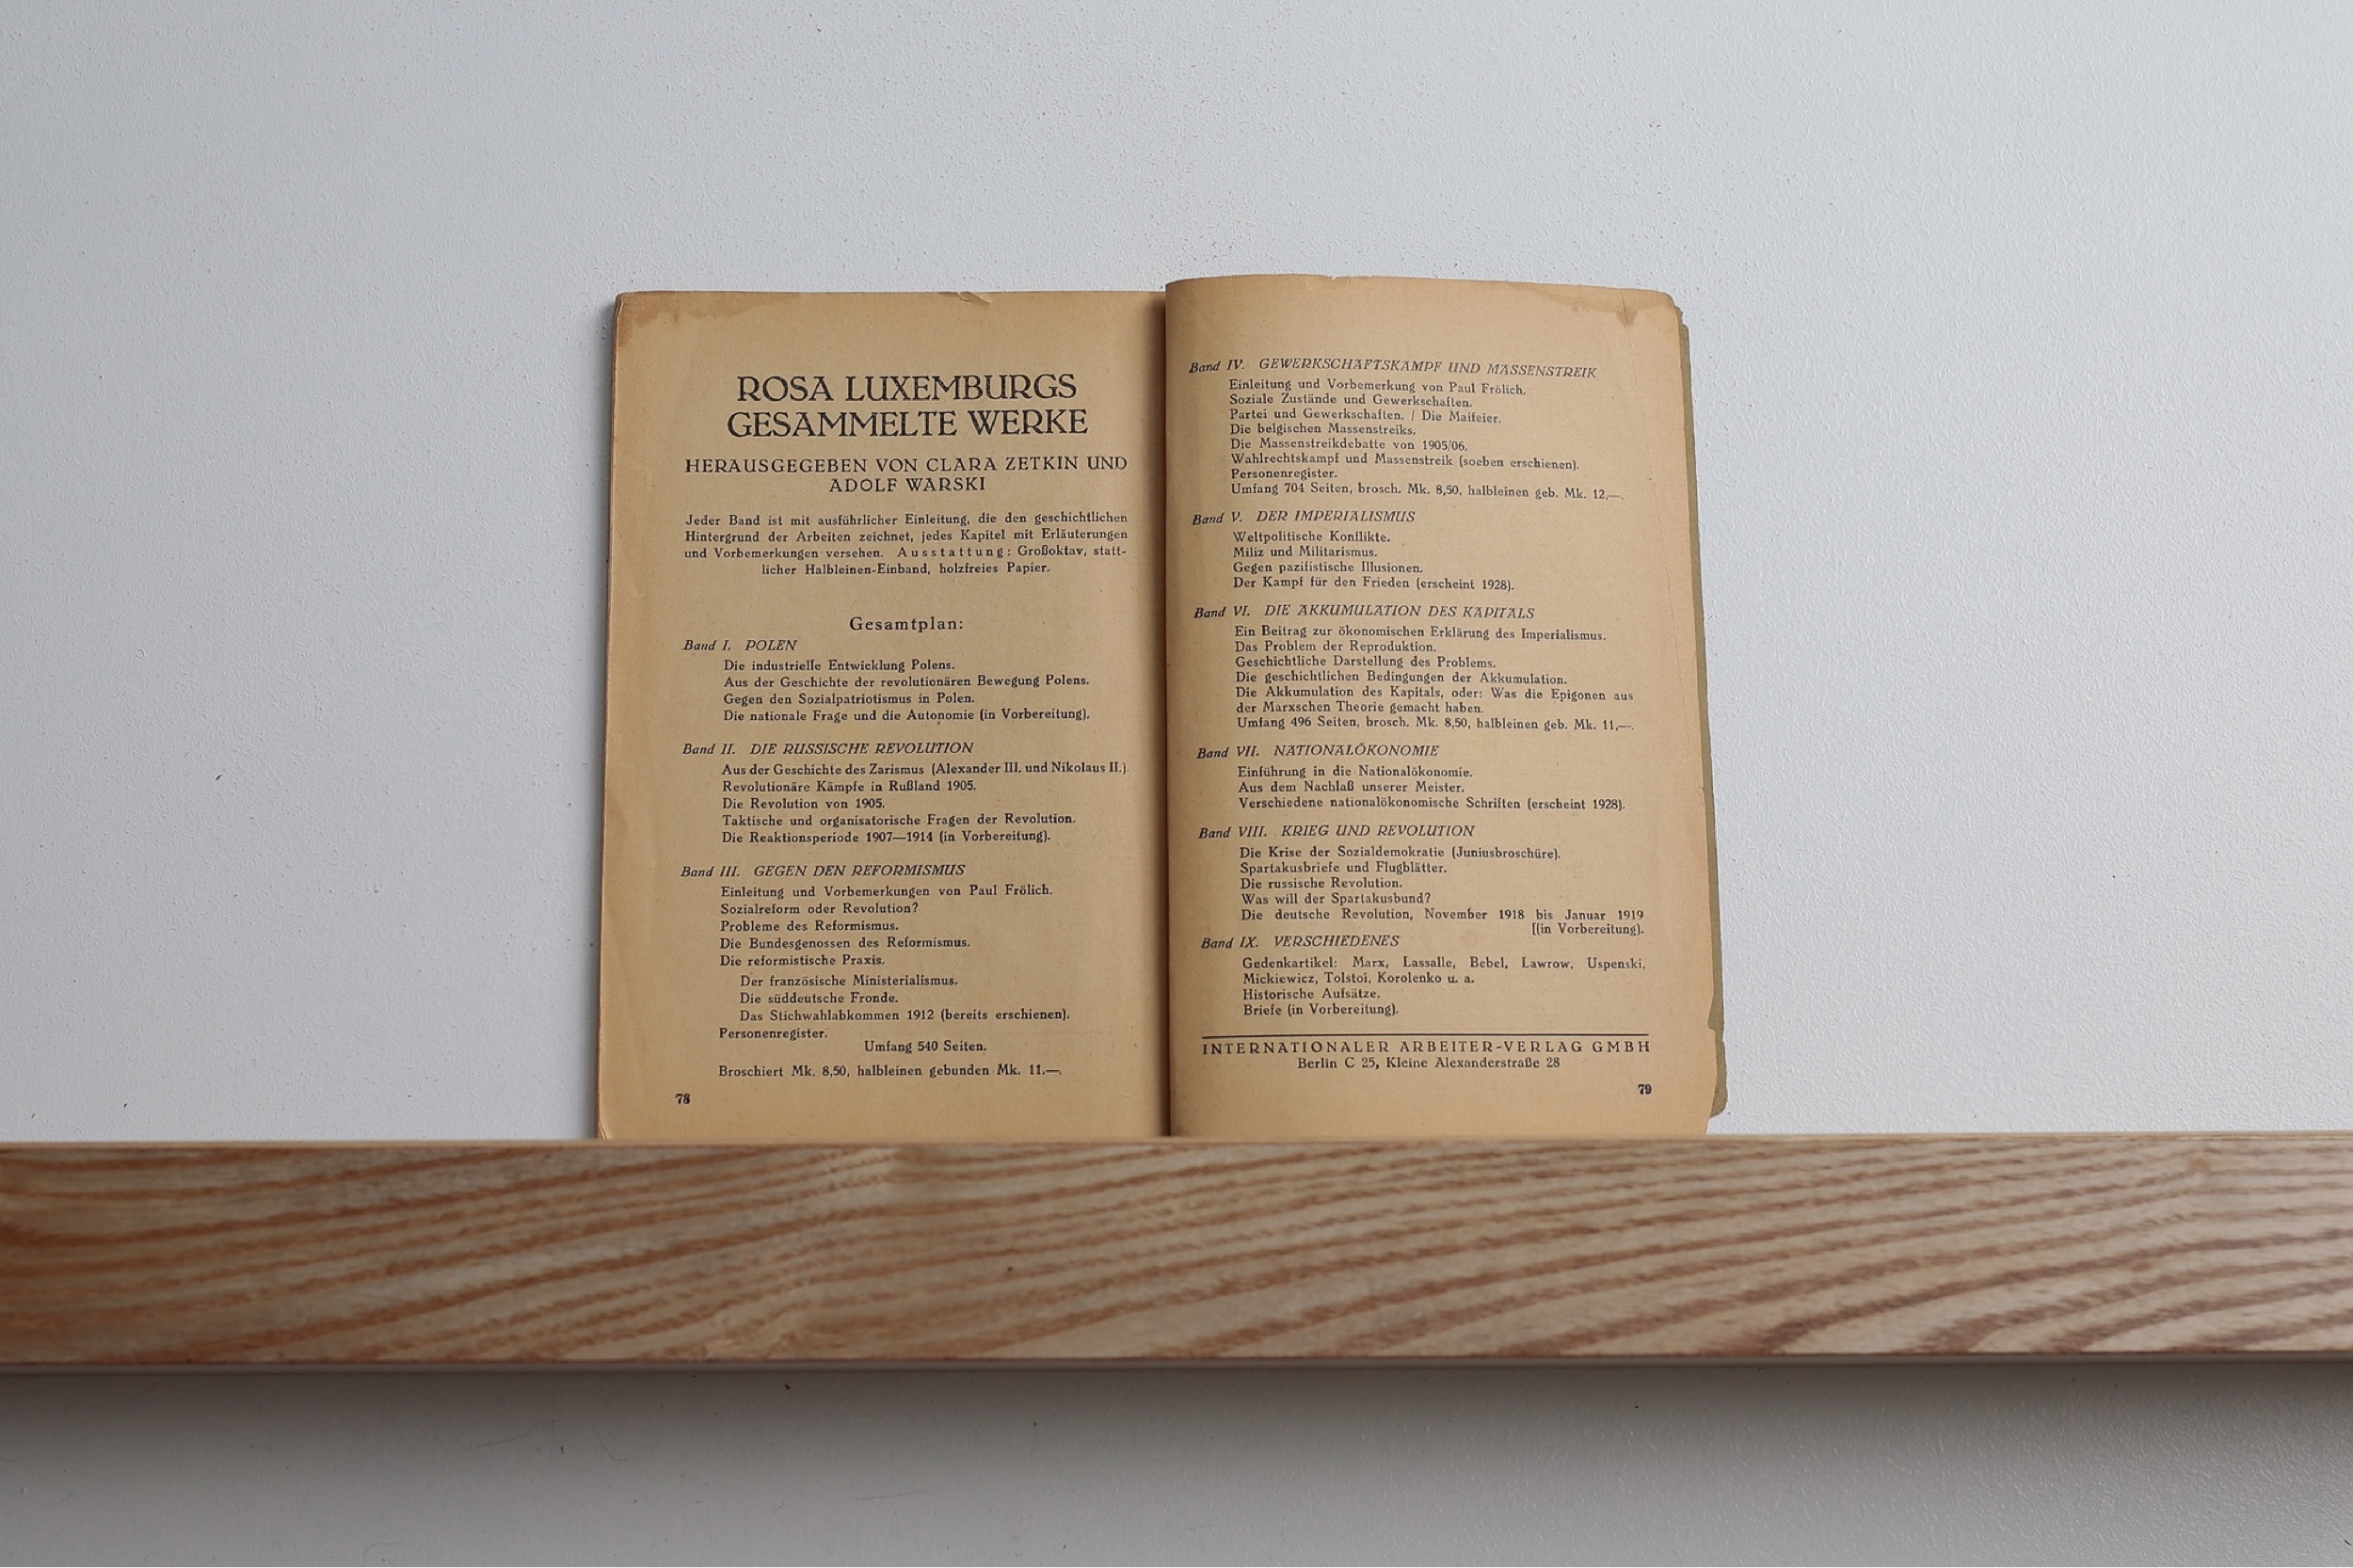 ROSA LUXEMBURGS
GESAMMELTE WERKE
HERAUSGEGEBEN VON CLARA ZETKIN UND
ADOLF WARSKI
Jeder Band ist mit ausführlicher Einleitung, die den geschichtlichen
Hintergrund der Arbeiten zeichnet, jedes Kapitel mit Erläuterungen
und Vorbemerkungen versehen. Ausstattung: Großoktav, statt-
licher Halbleinen-Einband, holzfreies Papier.
Gesamtplan:
Band I. POLEN
Die industrielle Entwicklung Polens.
Aus der Geschichte der revolutionären Bewegung Polens.
Gegen den Sozialpatriotismus in Polen.
Die nationale Frage und die Autonomie (in Vorbereitung).
Band II. DIE RUSSISCHE REVOLUTION
Aus der Geschichte des Zarismus (Alexander III. und Nikolaus II.).
Revolutionäre Kämpfe in Rußland 1905.
Die Revolution von 1905.
Taktische und organisatorische Fragen der Revolution.
Die Reaktionsperiode 1907—1914 (in Vorbereitung).
Band III. GEGEN DEN REFORMISMUS
Einleitung und Vorbemerkungen von Paul Frölich.
Sozialreform oder Revolution?
Probleme des Reformismus.
Die Bundesgenossen des Reformismus.
Die reformistische Praxis.
Der französische Ministerialismus.
Die süddeutsche Fronde.
Das Stichwahlabkommen 1912 (bereits erschienen).
Personenregister.
Umfang 540 Seiten.
Broschiert Mk. 8,50, halbleinen gebunden Mk. 11.—.
78
Band IV. GEWERKSCHAFTSKAMPF UND MASSENSTREIK
Einleitung und Vorbemerkung von Paul Frölich.
Soziale Zustände und Gewerkschaften.
Partei und Gewerkschaften. / Die Maifeier.
Die belgischen Massenstreiks.
Die Massenstreikdebatte von 1905/06.
Wahlrechtskampf und Massenstreik (soeben erschienen).
Personenregister.
Umfang 704 Seiten, brosch. Mk. 8,50, halbleinen geb. Mk. 12,—.
Band V. DER IMPERIALISMUS
Weltpolitische Konflikte.
Miliz und Militarismus.
Gegen pazifistische Illusionen.
Der Kampf für den Frieden (erscheint 1928).
Band VI. DIE AKKUMULATION DES KAPITALS
Ein Beitrag zur ökonomischen Erklärung des Imperialismus.
Das Problem der Reproduktion.
Geschichtliche Darstellung des Problems.
Die geschichtlichen Bedingungen der Akkumulation.
Die Akkumulation des Kapitals, oder: Was die Epigonen aus
der Marxschen Theorie gemacht haben.
Umfang 496 Seiten, brosch. Mk. 8,50, halbleinen geb. Mk. 11,—.
Band VII. NATIONALÖKONOMIE
Einführung in die Nationalökonomie.
Aus dem Nachlaß unserer Meister.
Verschiedene nationalökonomische Schriften (erscheint 1928).
Band VIII. KRIEG UND REVOLUTION
Die Krise der Sozialdemokratie (Juniusbroschüre).
Spartakusbriefe und Flugblätter.
Die russische Revolution.
Was will der Spartakusbund?
Die deutsche Revolution, November 1918 bis Januar 1919
[(in Vorbereitung).
Band IX. VERSCHIEDENES
Gedenkartikel: Marx, Lassalle, Bebel, Lawrow, Uspenski,
Mickiewicz, Tolstoi, Korolenko u. a.
Historische Aufsätze.
Briefe (in Vorbereitung).
INTERNATIONALER ARBEITER-VERLAG GMBH
Berlin C 25, Kleine Alexanderstraße 28
79